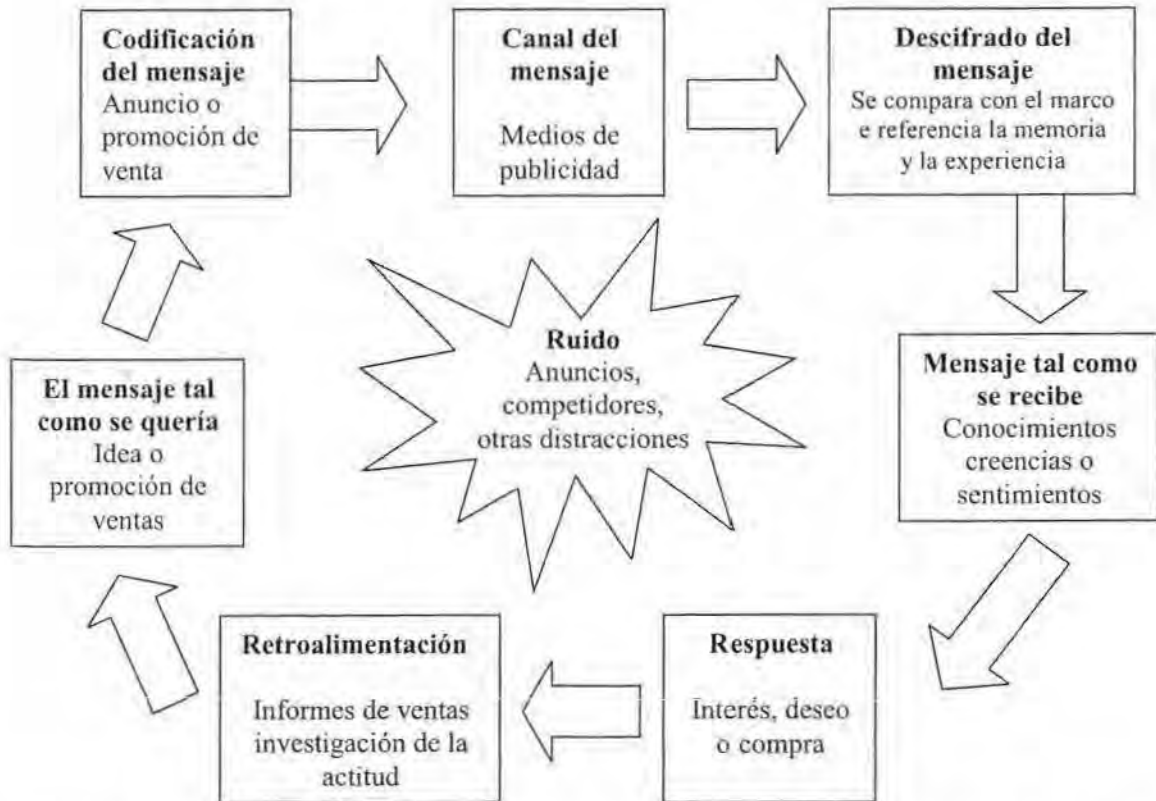 Codificación
del mensaje
Anuncio o
promoción de
venta
Canal del
mensaje
Medios de
publicidad
Descifrado del
mensaje
Se compara con el marco
e referencia la memoria
y la experiencia
Ruido
Anuncios,
competidores,
otras distracciones
El mensaje tal
como se quería
Idea o
promoción de
ventas
Mensaje tal como
se recibe
Conocimientos
creencias o
sentimientos
Retroalimentación
Informes de ventas
investigación de la
actitud
Respuesta
Interés, deseo
o compra